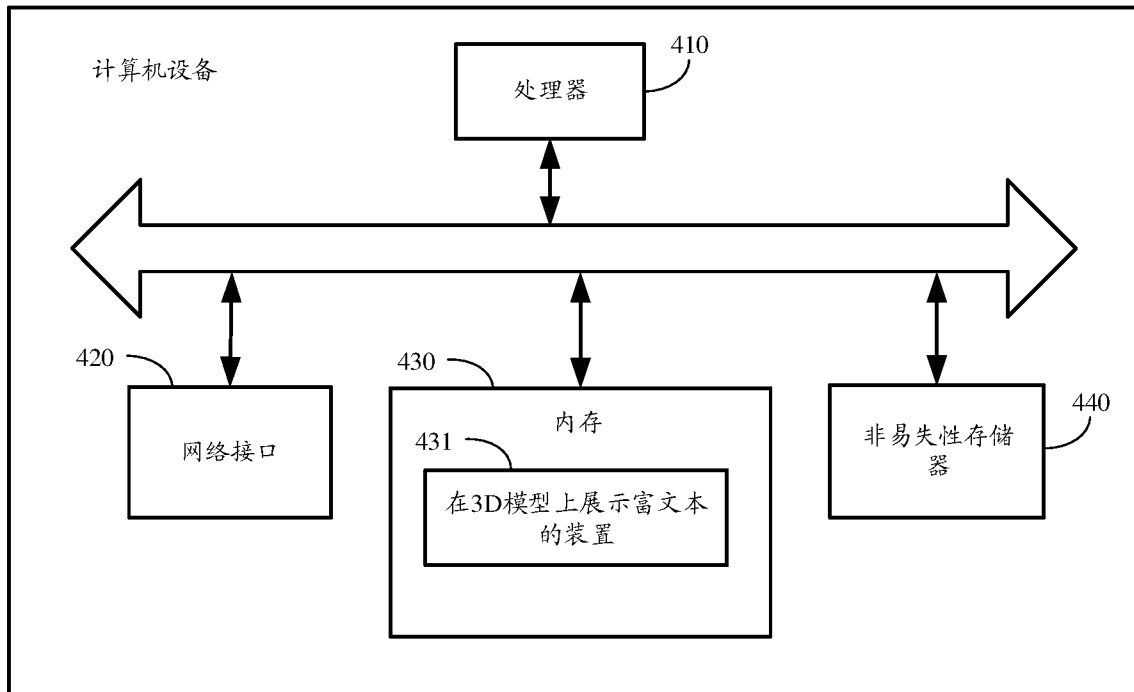 计算机设备
410
处理器
420
网络接口
430
内存
431
在3D模型上展示富文本
的装置
440
非易失性存储
器